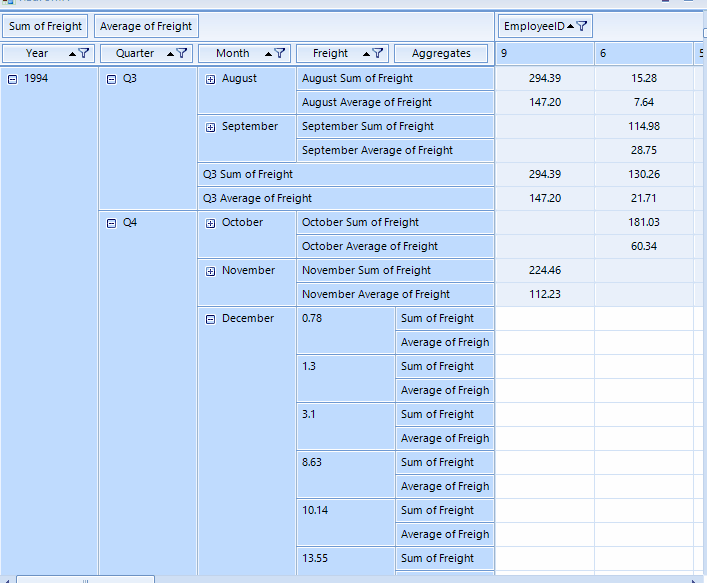 Sum of Freight Average of Freight EmployeeID
Year Quarter Month Freight Aggregates 9 6
1994 Q3 August August Sum of Freight 294.39 15.28
August Average of Freight 147.20 7.64
September September Sum of Freight 114.98
September Average of Freight 28.75
Q3 Sum of Freight 294.39 130.26
Q3 Average of Freight 147.20 21.71
Q4 October October Sum of Freight 181.03
October Average of Freight 60.34
November November Sum of Freight 224.46
November Average of Freight 112.23
December 0.78 Sum of Freight
Average of Freigh
1.3 Sum of Freight
Average of Freigh
3.1 Sum of Freight
Average of Freigh
8.63 Sum of Freight
Average of Freigh
10.14 Sum of Freight
Average of Freigh
13.55 Sum of Freight